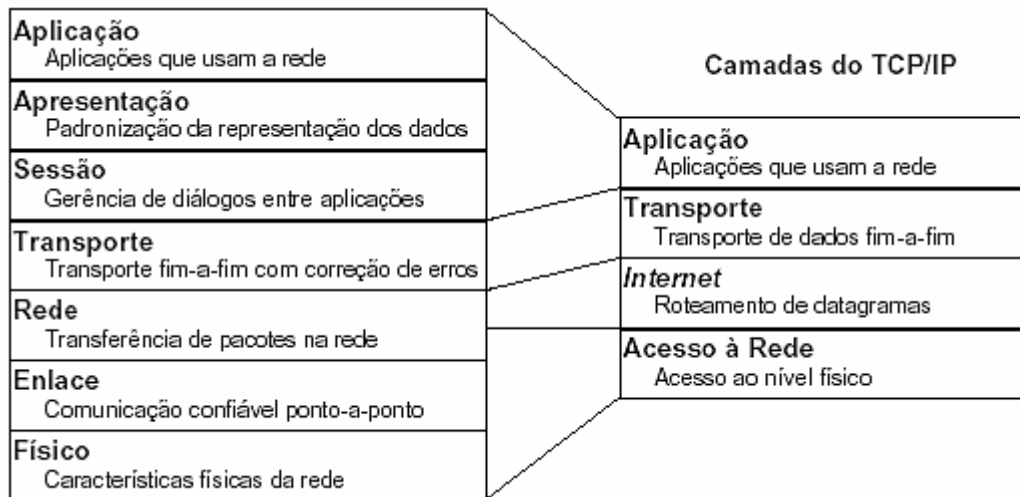 Aplicação
Aplicações que usam a rede
Apresentação
Padronização da representação dos dados
Sessão
Gerência de diálogos entre aplicações
Transporte
Transporte fim-a-fim com correção de erros
Rede
Transferência de pacotes na rede
Enlace
Comunicação confiável ponto-a-ponto
Físico
Características físicas da rede
Camadas do TCP/IP
Aplicação
Aplicações que usam a rede
Transporte
Transporte de dados fim-a-fim
Internet
Roteamento de datagramas
Acesso à Rede
Acesso ao nível físico